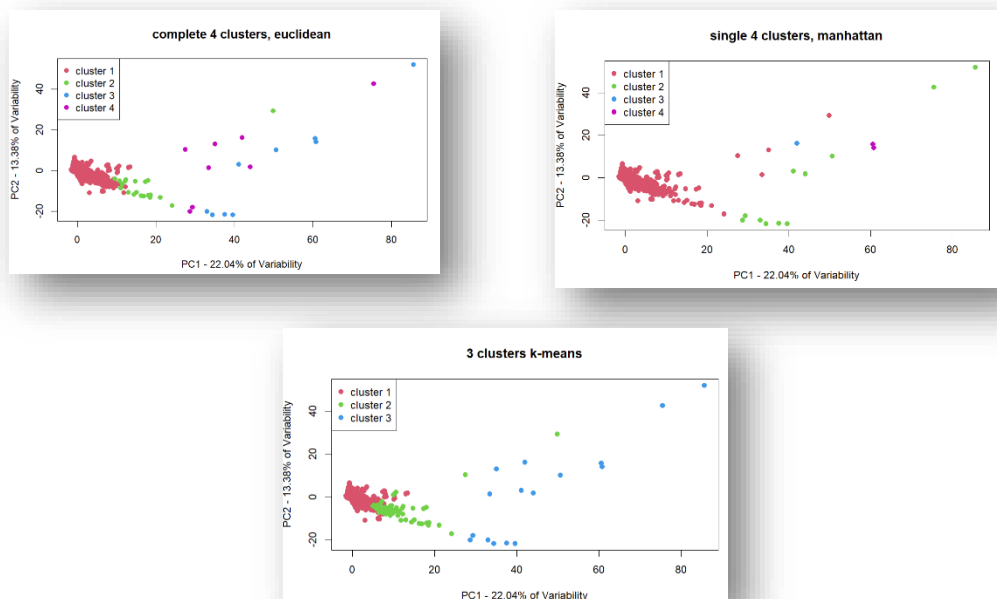 complete 4 clusters, euclidean
cluster 1
cluster 2
cluster 3
cluster 4
PC2 - 13.38% of Variability
40
20
0
-20
0 20 40 60 80
PC1 - 22.04% of Variability
single 4 clusters, manhattan
cluster 1
cluster 2
cluster 3
cluster 4
PC2 - 13.38% of Variability
40
20
0
-20
0 20 40 60 80
PC1 - 22.04% of Variability
3 clusters k-means
cluster 1
cluster 2
cluster 3
PC2 - 13.38% of Variability
40
20
0
-20
0 20 40 60 80
PC1 - 22.04% of Variability